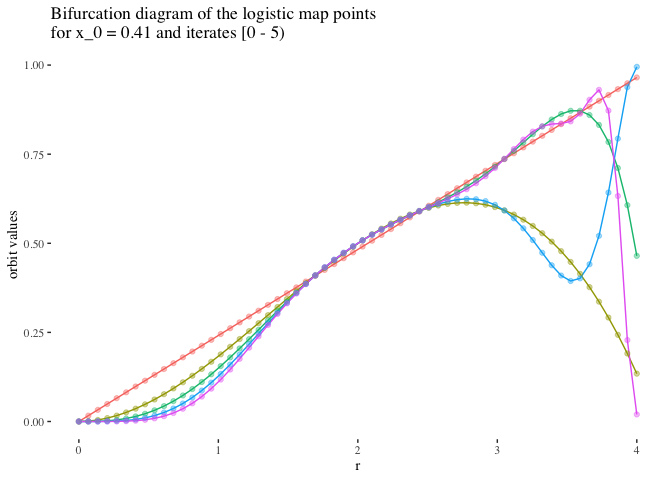 Bifurcation diagram of the logistic map points
for x_0 = 0.41 and iterates [0 - 5)
1.00
0.75
0.50
0.25
0.00
orbit values
0 1 2 3 4
r